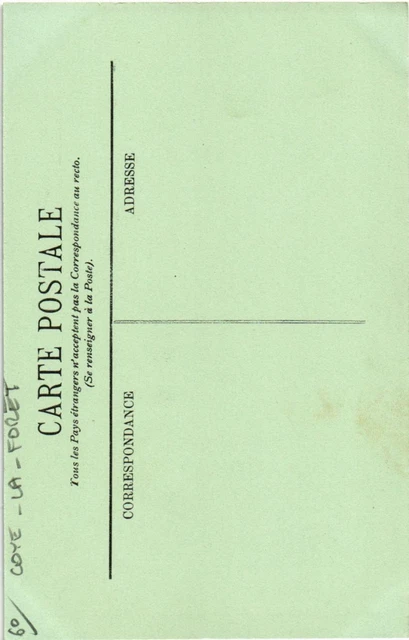 60/ COYE - LA - FORET
CARTE POSTALE
Tous les Pays étrangers n'acceptent pas la Correspondance au recto.
(Se renseigner à la Poste).
CORRESPONDANCE
ADRESSE